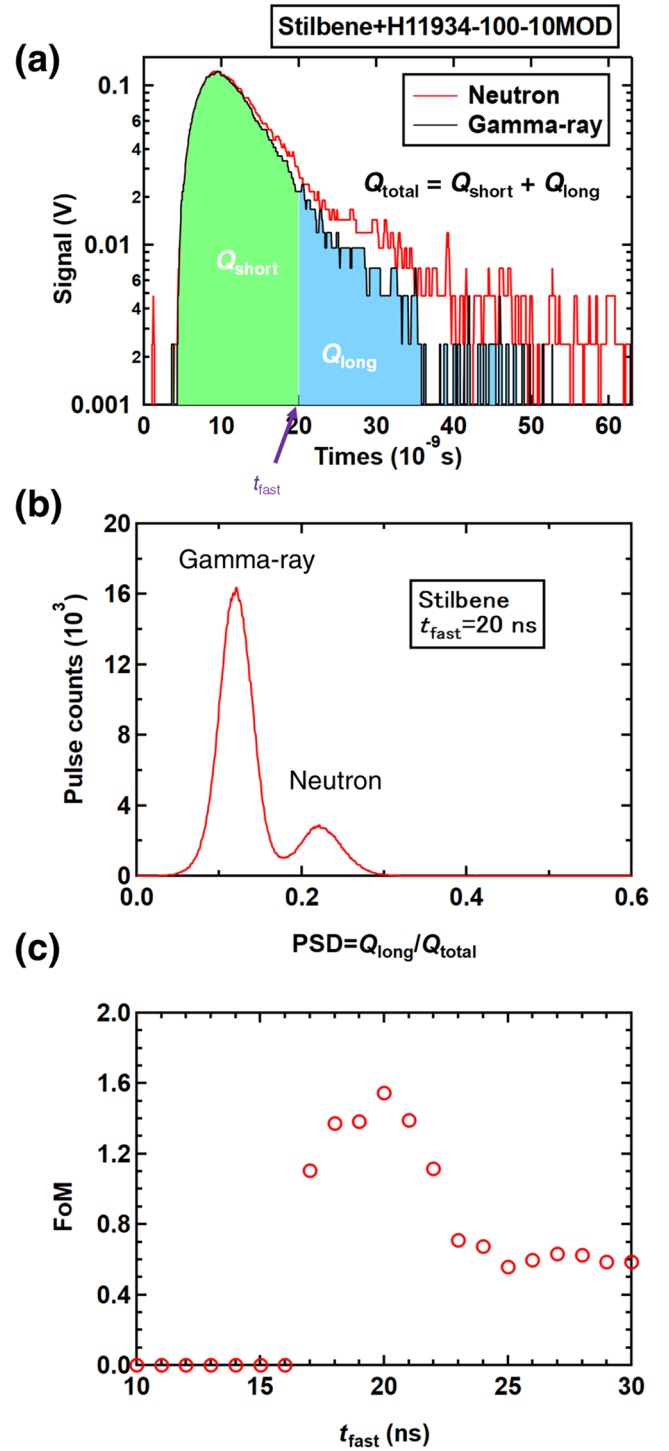 Stilbene+H11934-100-10MOD
(a)
Neutron
Gamma-ray
Qtotal = Qshort + Qlong
Qshort
Qlong
Signal (V)
0.1
8
6
4
2
0.01
8
6
4
2
0.001
0 10 20 30 40 50 60
Times (10-9s)
tfast
(b)
Gamma-ray
Neutron
Stilbene
tfast=20 ns
Pulse counts (103)
20
16
12
8
4
0
0.0 0.2 0.4 0.6
PSD=Qlong/Qtotal
(c)
FoM
2.0
1.6
1.2
0.8
0.4
0.0
10 15 20 25 30
tfast (ns)